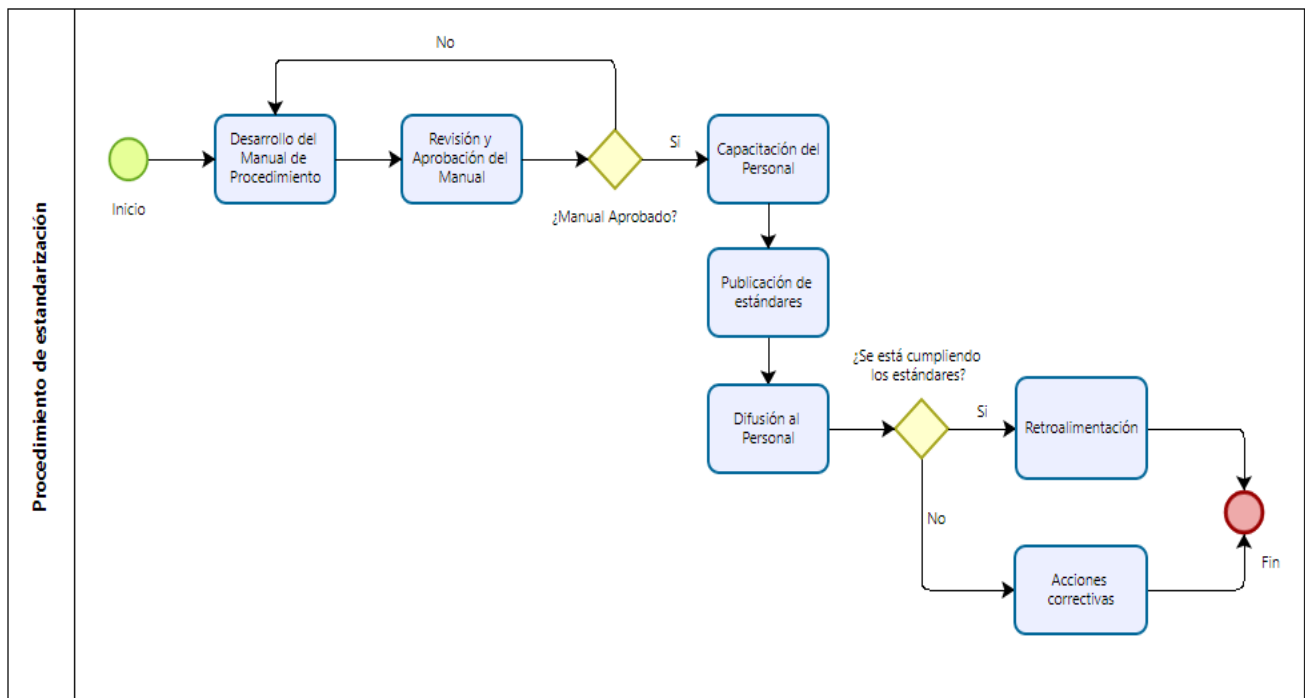 Procedimiento de estandarización
No
Inicio
Desarrollo del
Manual de
Procedimiento
Revisión y
Aprobación del
Manual
¿Manual Aprobado?
Si
Capacitación del
Personal
Publicación de
estándares
Difusión al
Personal
¿Se está cumpliendo
los estándares?
Si
Retroalimentación
No
Acciones
correctivas
Fin